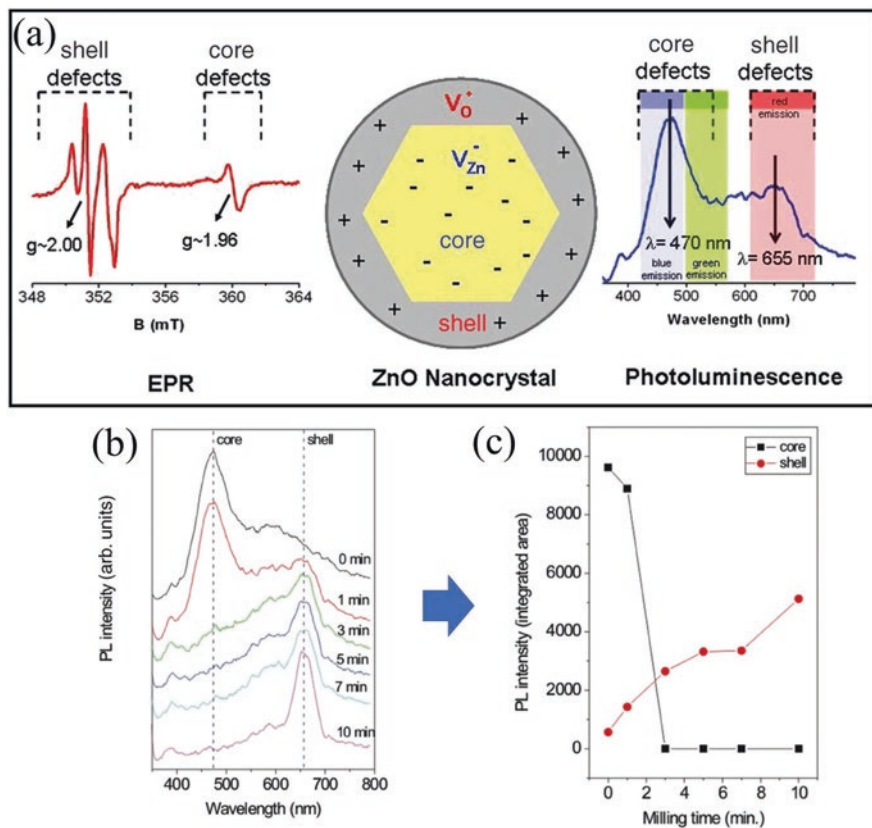 (a)
shell
defects
core
defects
g~2.00
g~1.96
348 352 356 360 364
B (mT)
EPR
V_O^+
+ + + + + + + + + + + +
V_Zn^-
- - - - - - - - - - - - - - -
core
shell
ZnO Nanocrystal
core
defects
shell
defects
red
emission
λ= 470 nm
λ= 655 nm
blue
emission
green
emission
400 500 600 700
Wavelength (nm)
Photoluminescence
(b)
core
shell
PL intensity (arb. units)
0 min
1 min
3 min
5 min
7 min
10 min
400 500 600 700 800
Wavelength (nm)
(c)
core
shell
PL intensity (integrated area)
10000
8000
6000
4000
2000
0
0 2 4 6 8 10
Milling time (min.)